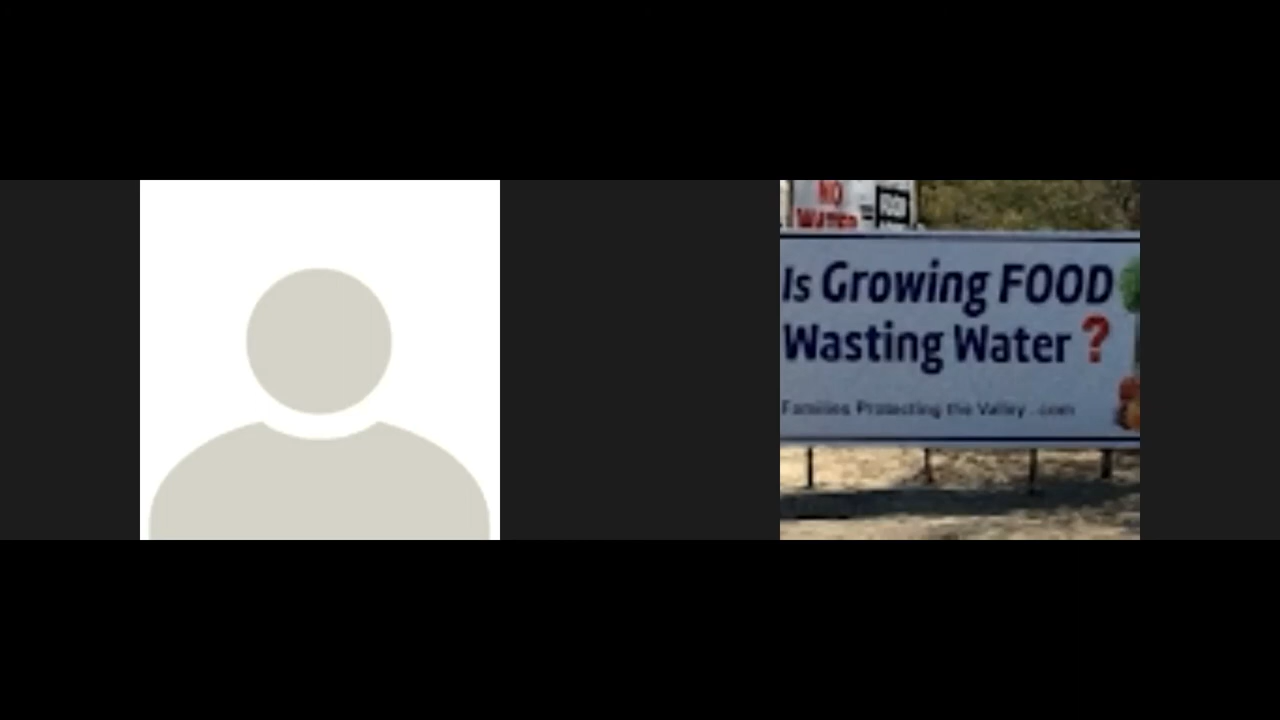 NO
WATER
Is Growing FOOD
Wasting Water ?
Families Protecting the Valley .com